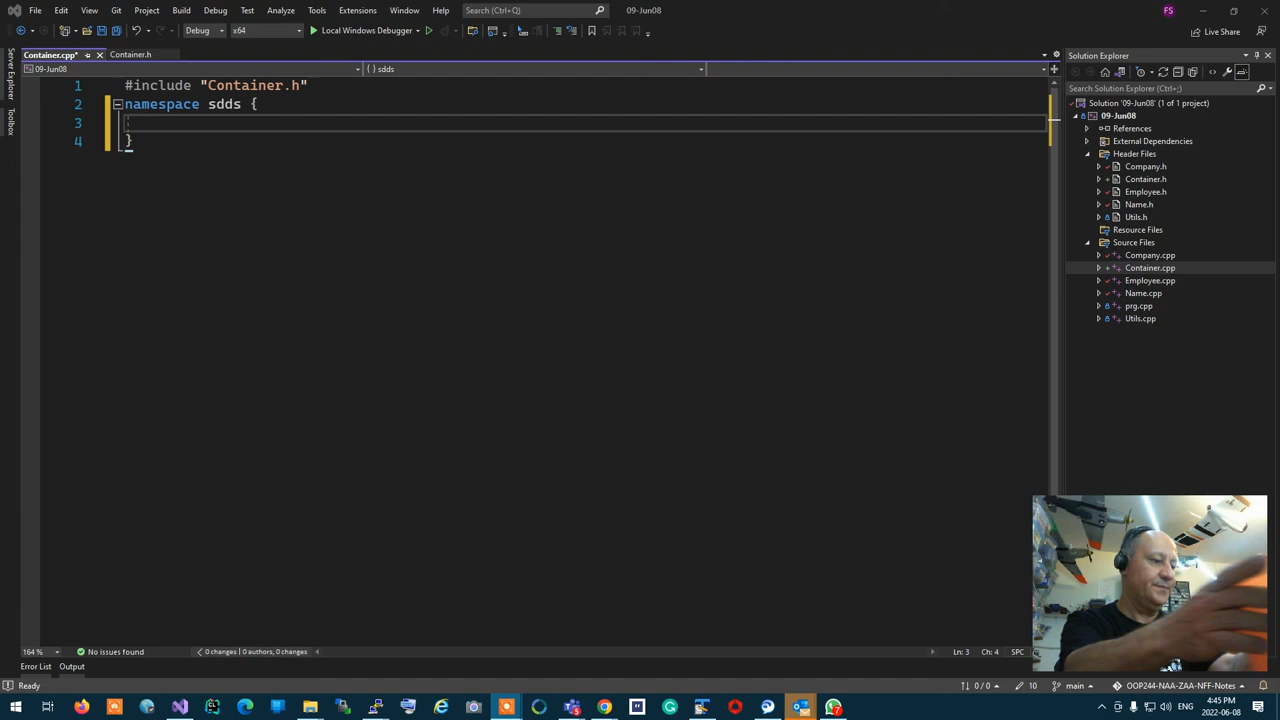 File Edit View Git Project Build Debug Test Analyze Tools Extensions Window Help Search (Ctrl+Q) 09-Jun08 FS
Debug x64 Local Windows Debugger Live Share
Container.cpp* Container.h
09-Jun08 sdds
1 #include "Container.h"
2 namespace sdds {
3
4 }
Server Explorer
Toolbox
Solution Explorer
Search Solution Explorer (Ctrl+;)
Solution '09-Jun08' (1 of 1 project)
09-Jun08
References
External Dependencies
Header Files
Company.h
Container.h
Employee.h
Name.h
Utils.h
Resource Files
Source Files
Company.cpp
Container.cpp
Employee.cpp
Name.cpp
prg.cpp
Utils.cpp
164 % No issues found 0 changes | 0 authors, 0 changes Ln: 3 Ch: 4 SPC
Error List Output
Ready 0 / 0 10 main OOP244-NAA-ZAA-NFF-Notes
4:45 PM
2022-06-08